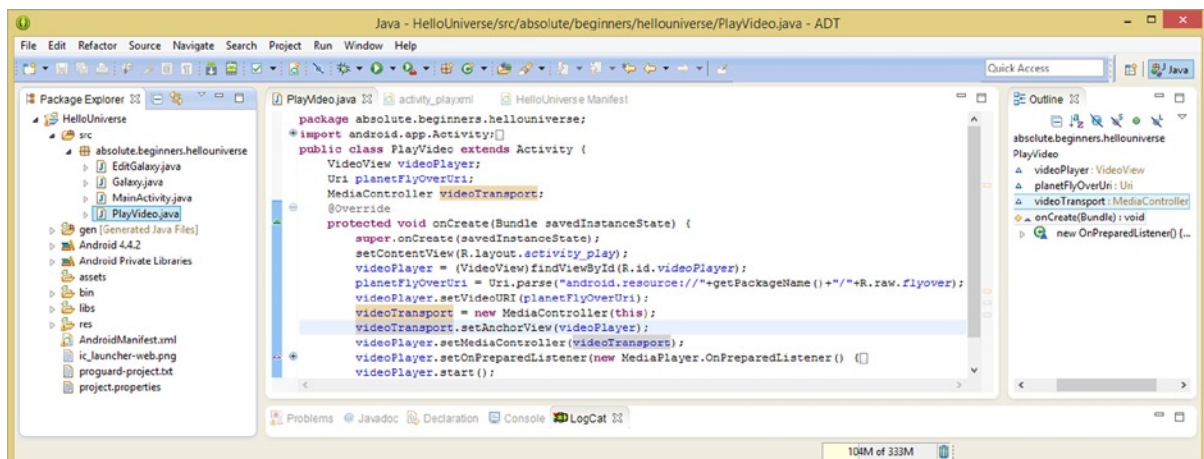 Java - HelloUniverse/src/absolute/beginners/hellouniverse/PlayVideo.java - ADT
File Edit Refactor Source Navigate Search Project Run Window Help
Quick Access
Java
Package Explorer
HelloUniverse
src
absolute.beginners.hellouniverse
EditGalaxy.java
Galaxy.java
MainActivity.java
PlayVideo.java
gen [Generated Java Files]
Android 4.4.2
Android Private Libraries
assets
bin
libs
res
AndroidManifest.xml
ic_launcher-web.png
proguard-project.txt
project.properties
PlayVideo.java activity_play.xml HelloUniverse Manifest
package absolute.beginners.hellouniverse;
import android.app.Activity;
public class PlayVideo extends Activity {
VideoView videoPlayer;
Uri planetFlyOverUri;
MediaController videoTransport;
@Override
protected void onCreate(Bundle savedInstanceState) {
super.onCreate(savedInstanceState);
setContentView(R.layout.activity_play);
videoPlayer = (VideoView)findViewById(R.id.videoPlayer);
planetFlyOverUri = Uri.parse("android.resource://"+getPackageName()+"/"+R.raw.flyover);
videoPlayer.setVideoURI(planetFlyOverUri);
videoTransport = new MediaController(this);
videoTransport.setAnchorView(videoPlayer);
videoPlayer.setMediaController(videoTransport);
videoPlayer.setOnPreparedListener(new MediaPlayer.OnPreparedListener() {
videoPlayer.start();
Outline
absolute.beginners.hellouniverse
PlayVideo
videoPlayer : VideoView
planetFlyOverUri : Uri
videoTransport : MediaController
onCreate(Bundle) : void
new OnPreparedListener() {...
Problems Javadoc Declaration Console LogCat
104M of 333M